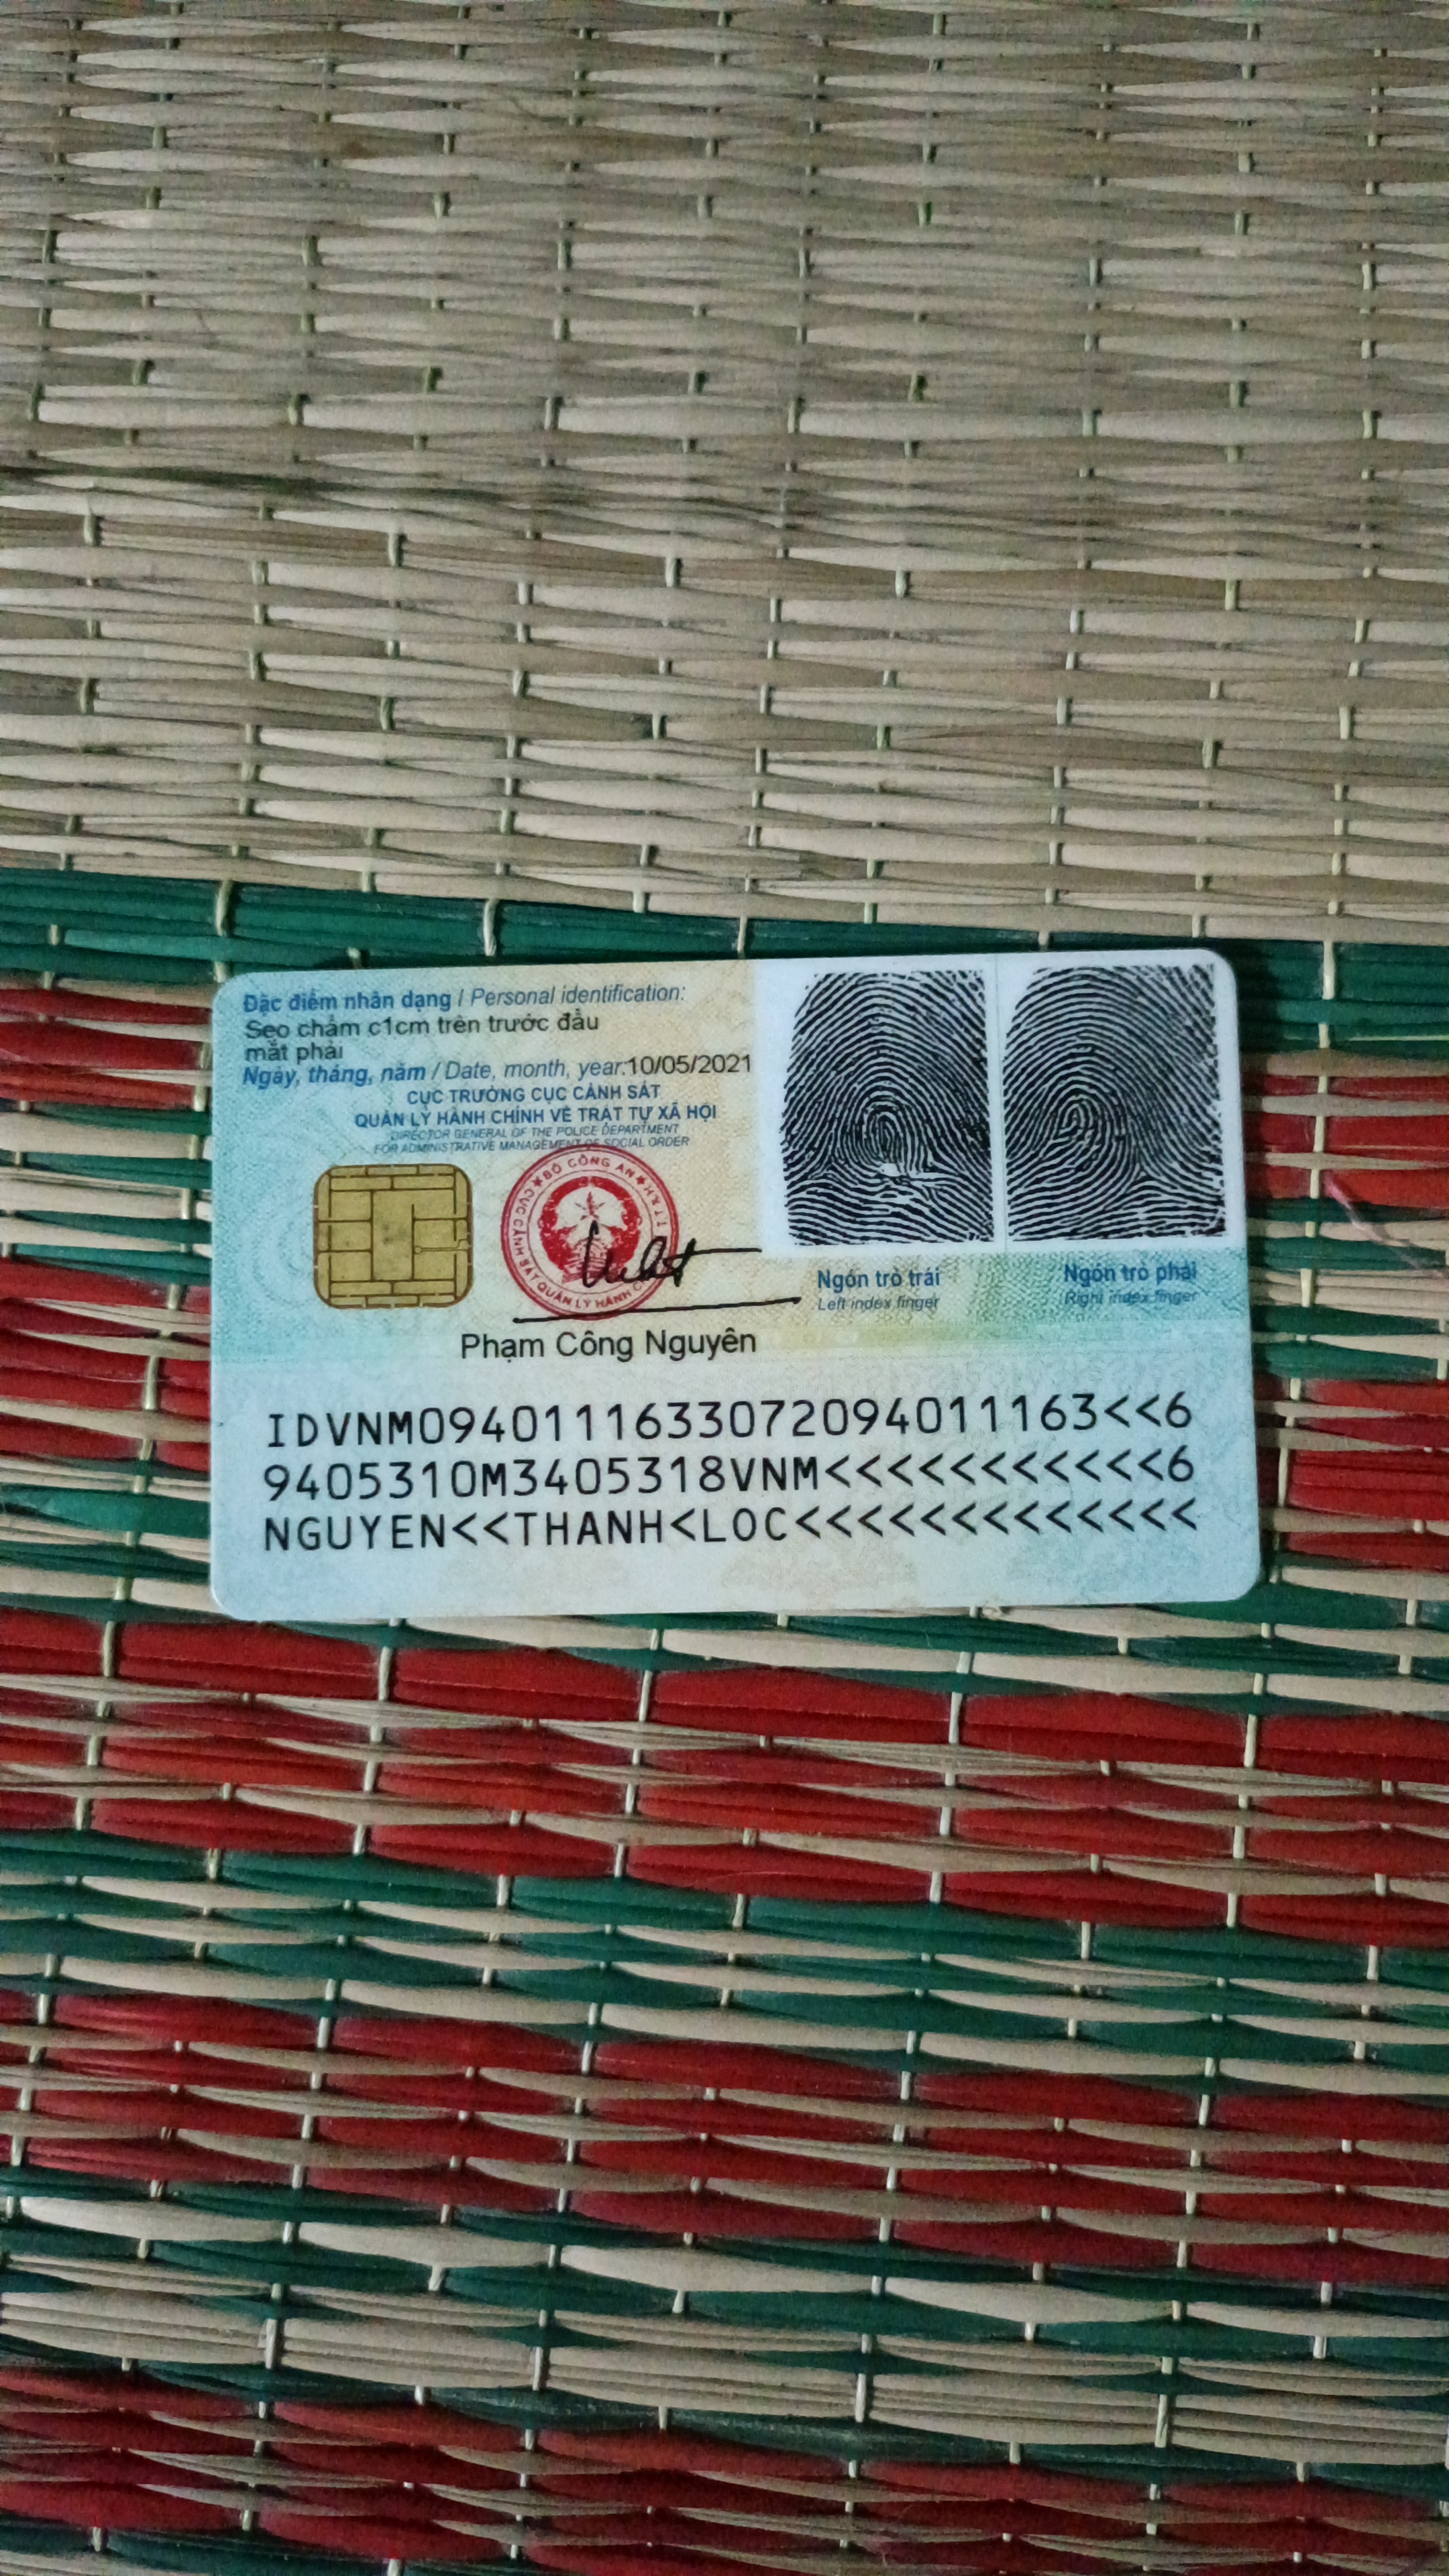 Đặc điểm nhân dạng / Personal identification:
Sẹo chấm c1cm trên trước đầu
mắt phải
Ngày, tháng, năm / Date, month, year:10/05/2021
CỤC TRƯỞNG CỤC CẢNH SÁT
QUẢN LÝ HÀNH CHÍNH VỀ TRẬT TỰ XÃ HỘI
DIRECTOR GENERAL OF THE POLICE DEPARTMENT
FOR ADMINISTRATIVE MANAGEMENT OF SOCIAL ORDER
BỘ CÔNG AN
CỤC CẢNH SÁT QUẢN LÝ HÀNH
Ngón trỏ trái
Left index finger
Ngón trỏ phải
Right index finger
Phạm Công Nguyên
IDVNM0940111633072094011163<<6
9405310M3405318VNM<<<<<<<<<<<6
NGUYEN<<THANH<LOC<<<<<<<<<<<<<